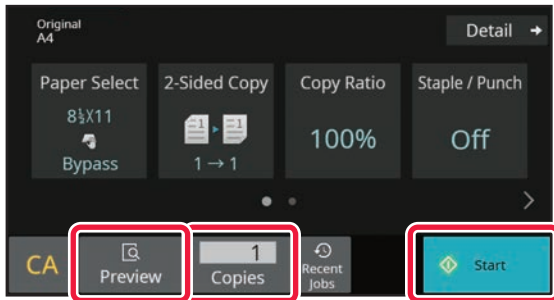 Original
A4
Detail
Paper Select
2-Sided Copy
Copy Ratio
Staple / Punch
8½X11
Bypass
1→1
100%
Off
CA
Preview
1
Copies
Recent
Jobs
Start